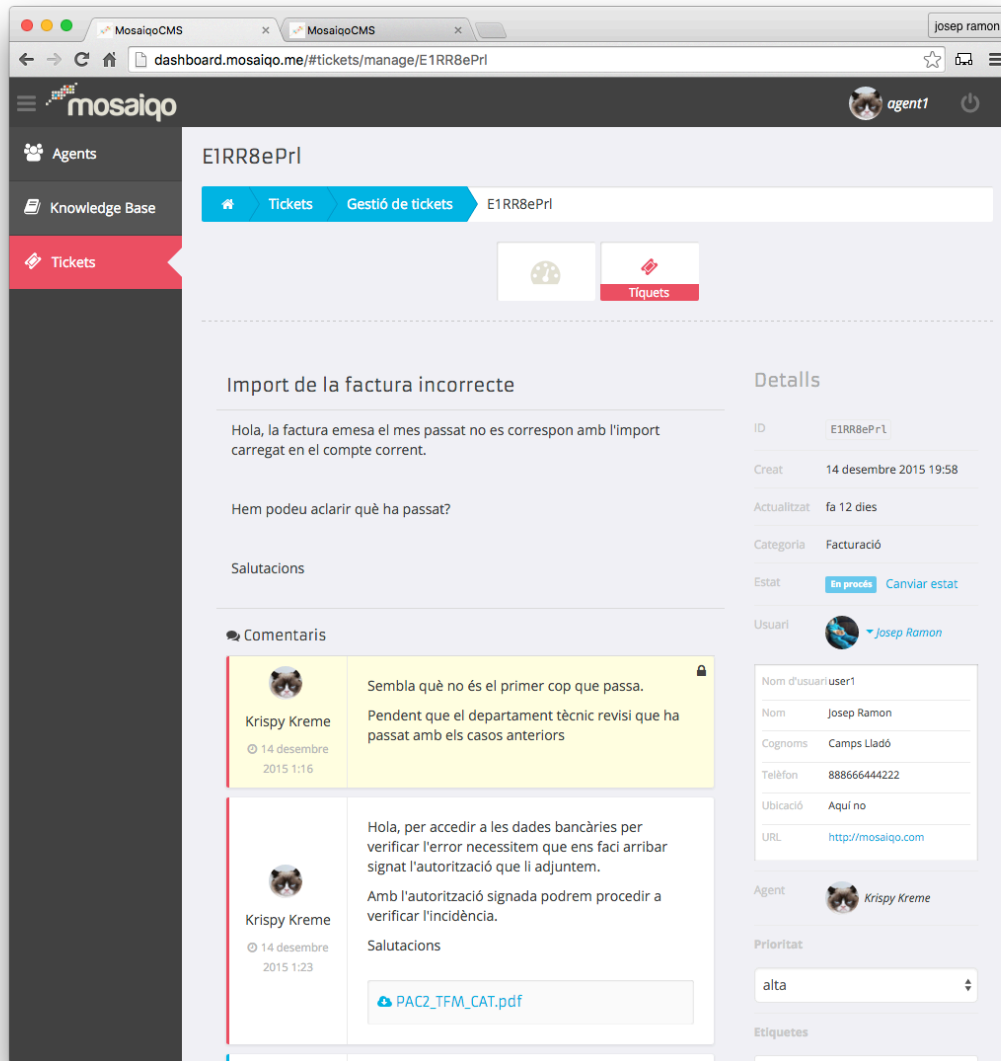 MosaiqoCMS
MosaiqoCMS
josep ramon
dashboard.mosaiqo.me/#tickets/manage/E1RR8ePrl
mosaiqo
agent1
Agents
Knowledge Base
Tickets
E1RR8ePrl
Tickets
Gestió de tickets
E1RR8ePrl
Tíquets
Import de la factura incorrecte
Hola, la factura emesa el mes passat no es correspon amb l'import
carregat en el compte corrent.
Hem podeu aclarir què ha passat?
Salutacions
Comentaris
Krispy Kreme
14 desembre
2015 1:16
Sembla què no és el primer cop que passa.
Pendent que el departament tècnic revisi que ha
passat amb els casos anteriors
Krispy Kreme
14 desembre
2015 1:23
Hola, per accedir a les dades bancàries per
verificar l'error necessitem que ens faci arribar
signat l'autorització que li adjuntem.
Amb l'autorització signada podrem procedir a
verificar l'incidència.
Salutacions
PAC2_TFM_CAT.pdf
Detalls
ID E1RR8ePrl
Creat 14 desembre 2015 19:58
Actualitzat fa 12 dies
Categoria Facturació
Estat En procés Canviar estat
Usuari Josep Ramon
Nom d'usuari user1
Nom Josep Ramon
Cognoms Camps Lladó
Telèfon 888666444222
Ubicació Aquí no
URL http://mosaiqo.com
Agent Krispy Kreme
Prioritat
alta
Etiquetes